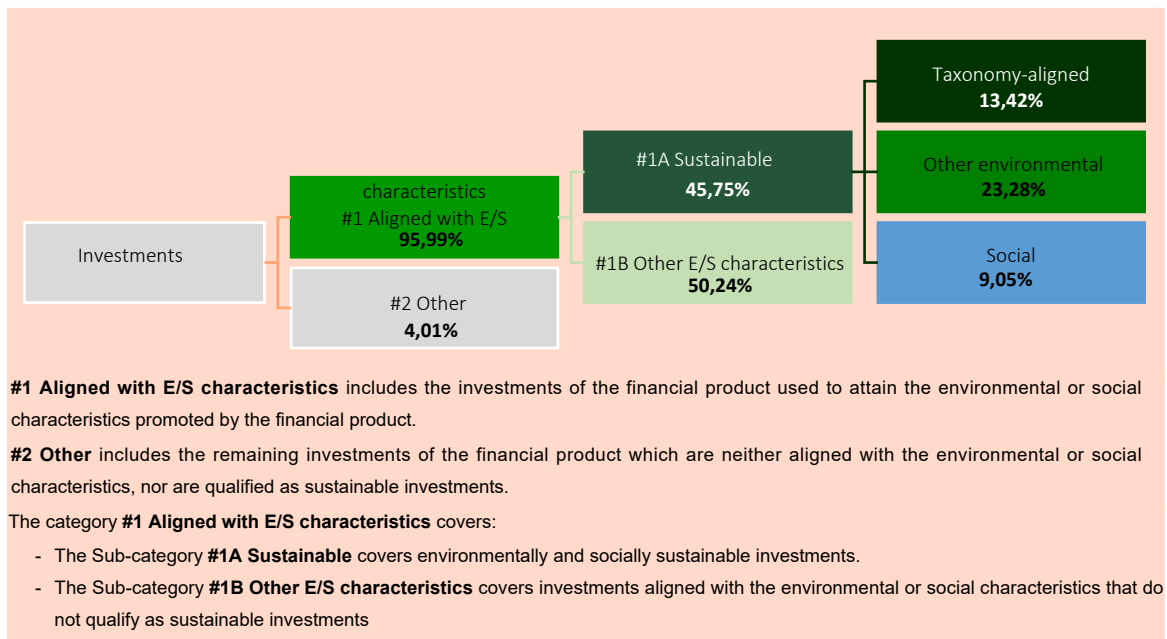 Investments
characteristics
#1 Aligned with E/S
95,99%
#2 Other
4,01%
#1A Sustainable
45,75%
#1B Other E/S characteristics
50,24%
Taxonomy-aligned
13,42%
Other environmental
23,28%
Social
9,05%
#1 Aligned with E/S characteristics includes the investments of the financial product used to attain the environmental or social
characteristics promoted by the financial product.
#2 Other includes the remaining investments of the financial product which are neither aligned with the environmental or social
characteristics, nor are qualified as sustainable investments.
The category #1 Aligned with E/S characteristics covers:
- The Sub-category #1A Sustainable covers environmentally and socially sustainable investments.
- The Sub-category #1B Other E/S characteristics covers investments aligned with the environmental or social characteristics that do
not qualify as sustainable investments